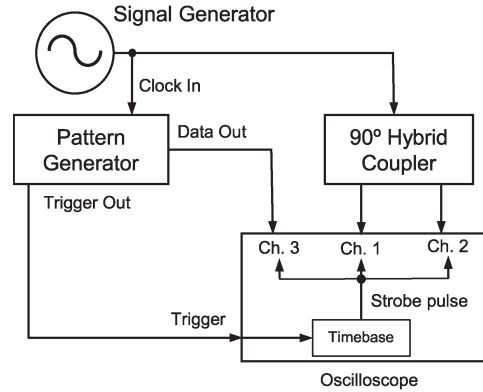 Signal Generator
Clock In
Pattern
Generator
Data Out
90º Hybrid
Coupler
Trigger Out
Ch. 3
Ch. 1
Ch. 2
Strobe pulse
Trigger
Timebase
Oscilloscope